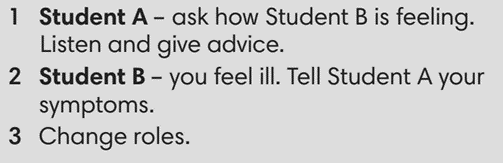 1 Student A – ask how Student B is feeling.
Listen and give advice.
2 Student B – you feel ill. Tell Student A your
symptoms.
3 Change roles.